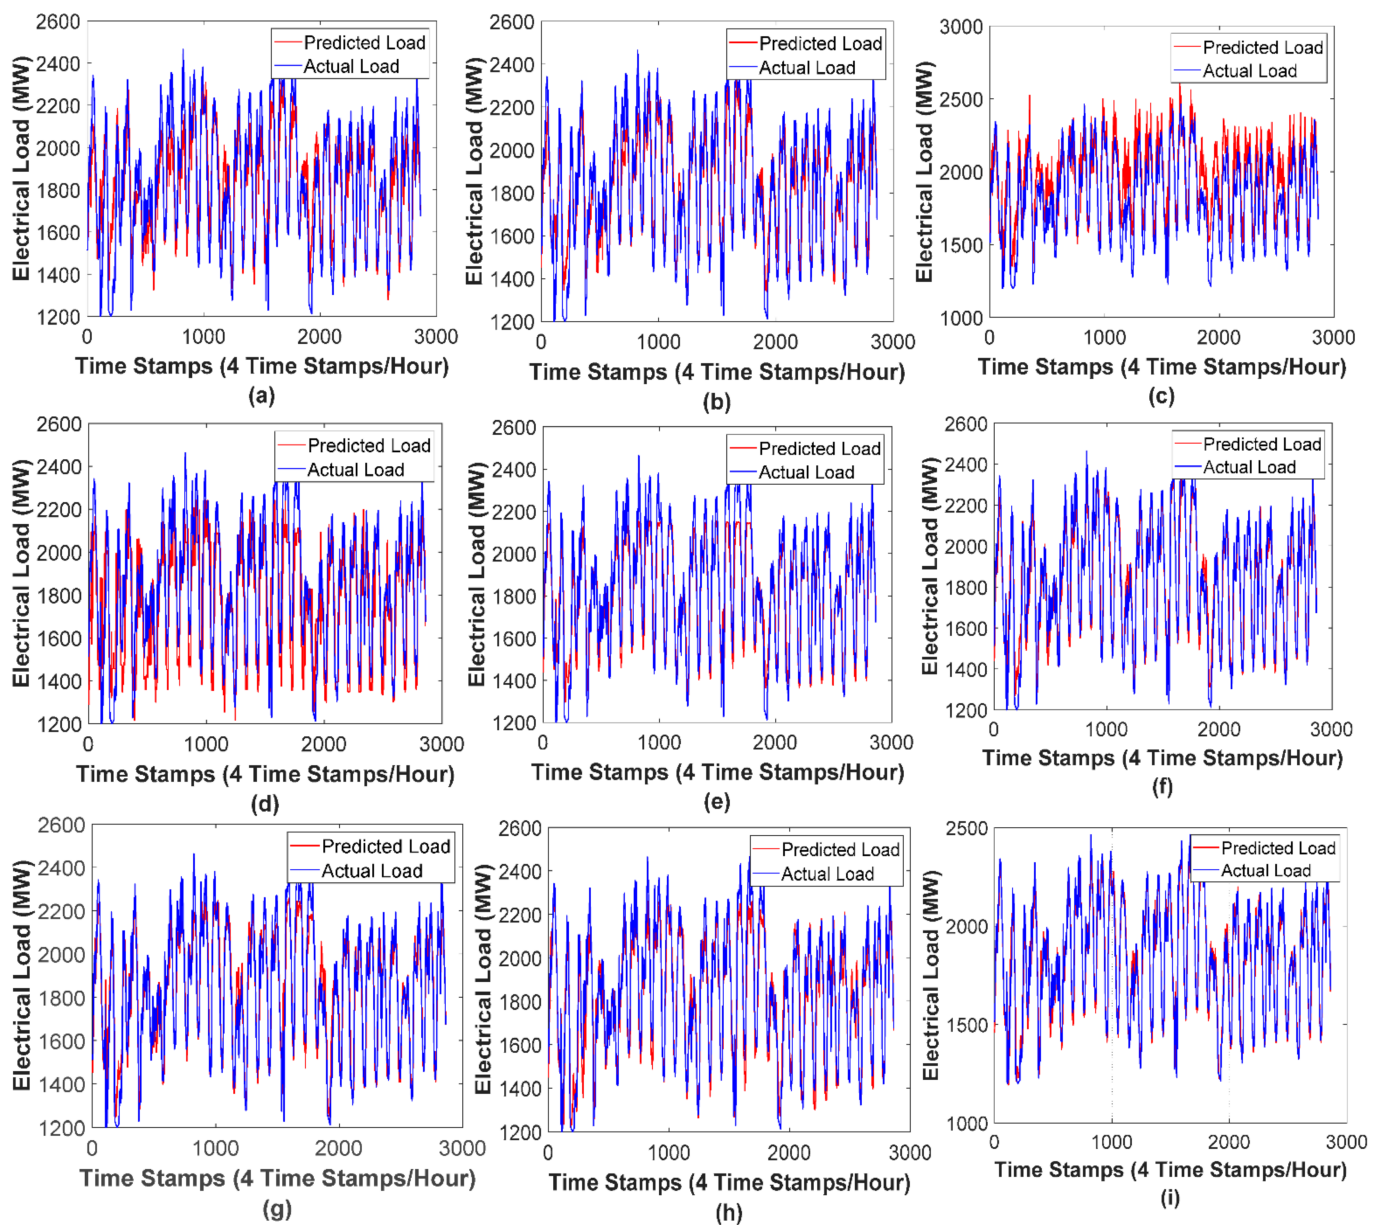 2600
2400
2200
2000
1800
1600
1400
1200
0
1000
2000
3000
Electrical Load (MW)
Predicted Load
Actual Load
Time Stamps (4 Time Stamps/Hour)
(a)
2600
2400
2200
2000
1800
1600
1400
1200
0
1000
2000
3000
Electrical Load (MW)
Predicted Load
Actual Load
Time Stamps (4 Time Stamps/Hour)
(b)
3000
2500
2000
1500
1000
0
1000
2000
3000
Electrical Load (MW)
Predicted Load
Actual Load
Time Stamps (4 Time Stamps/Hour)
(c)
2600
2400
2200
2000
1800
1600
1400
1200
0
1000
2000
3000
Electrical Load (MW)
Predicted Load
Actual Load
Time Stamps (4 Time Stamps/Hour)
(d)
2600
2400
2200
2000
1800
1600
1400
1200
0
1000
2000
3000
Electrical Load (MW)
Predicted Load
Actual Load
Time Stamps (4 Time Stamps/Hour)
(e)
2600
2400
2200
2000
1800
1600
1400
1200
0
1000
2000
3000
Electrical Load (MW)
Predicted Load
Actual Load
Time Stamps (4 Time Stamps/Hour)
(f)
2600
2400
2200
2000
1800
1600
1400
1200
0
1000
2000
3000
Electrical Load (MW)
Predicted Load
Actual Load
Time Stamps (4 Time Stamps/Hour)
(g)
2600
2400
2200
2000
1800
1600
1400
1200
0
1000
2000
3000
Electrical Load (MW)
Predicted Load
Actual Load
Time Stamps (4 Time Stamps/Hour)
(h)
2500
2000
1500
1000
0
1000
2000
3000
Electrical Load (MW)
Predicted Load
Actual Load
Time Stamps (4 Time Stamps/Hour)
(i)